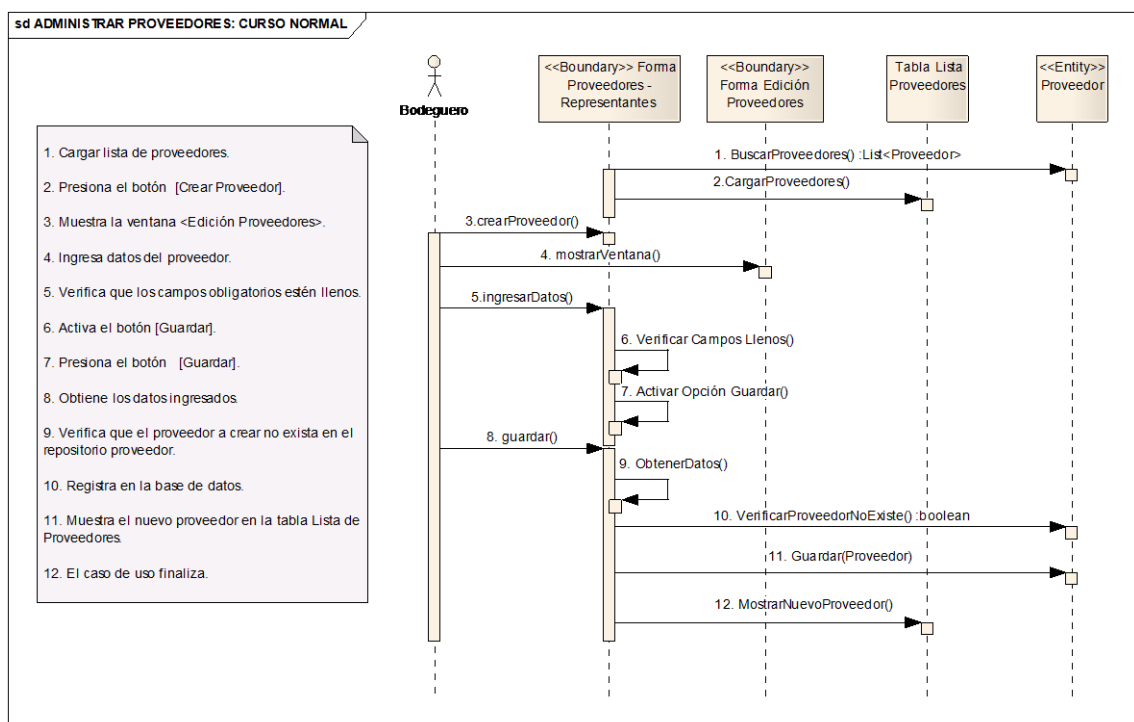 sd ADMINISTRAR PROVEEDORES: CURSO NORMAL
Bodeguero
<<Boundary>> Forma
Proveedores -
Representantes
<<Boundary>>
Forma Edición
Proveedores
Tabla Lista
Proveedores
<<Entity>>
Proveedor
1. Cargar lista de proveedores.
2. Presiona el botón [Crear Proveedor].
3. Muestra la ventana <Edición Proveedores>.
4. Ingresa datos del proveedor.
5. Verifica que los campos obligatorios estén llenos.
6. Activa el botón [Guardar].
7. Presiona el botón [Guardar].
8. Obtiene los datos ingresados.
9. Verifica que el proveedor a crear no exista en el
repositorio proveedor.
10. Registra en la base de datos.
11. Muestra el nuevo proveedor en la tabla Lista de
Proveedores.
12. El caso de uso finaliza.
1. BuscarProveedores() :List<Proveedor>
2.CargarProveedores()
3.crearProveedor()
4. mostrarVentana()
5.ingresarDatos()
6. Verificar Campos Llenos()
7. Activar Opción Guardar()
8. guardar()
9. ObtenerDatos()
10. VerificarProveedorNoExiste() :boolean
11. Guardar(Proveedor)
12. MostrarNuevoProveedor()